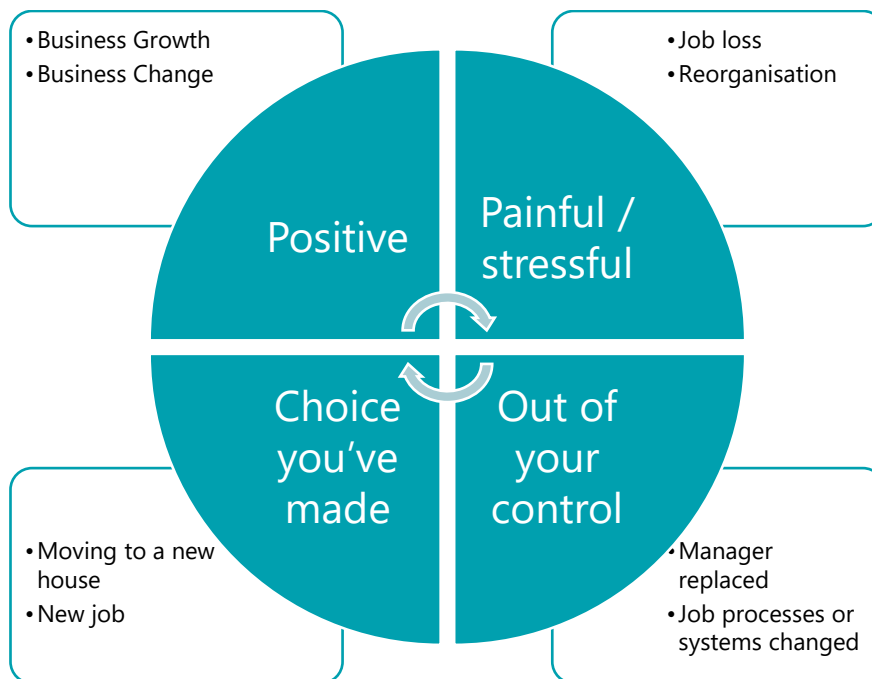 • Business Growth
• Business Change
• Job loss
• Reorganisation
Positive
Painful /
stressful
Choice
you've
made
Out of
your
control
• Moving to a new
house
• New job
• Manager
replaced
• Job processes or
systems changed